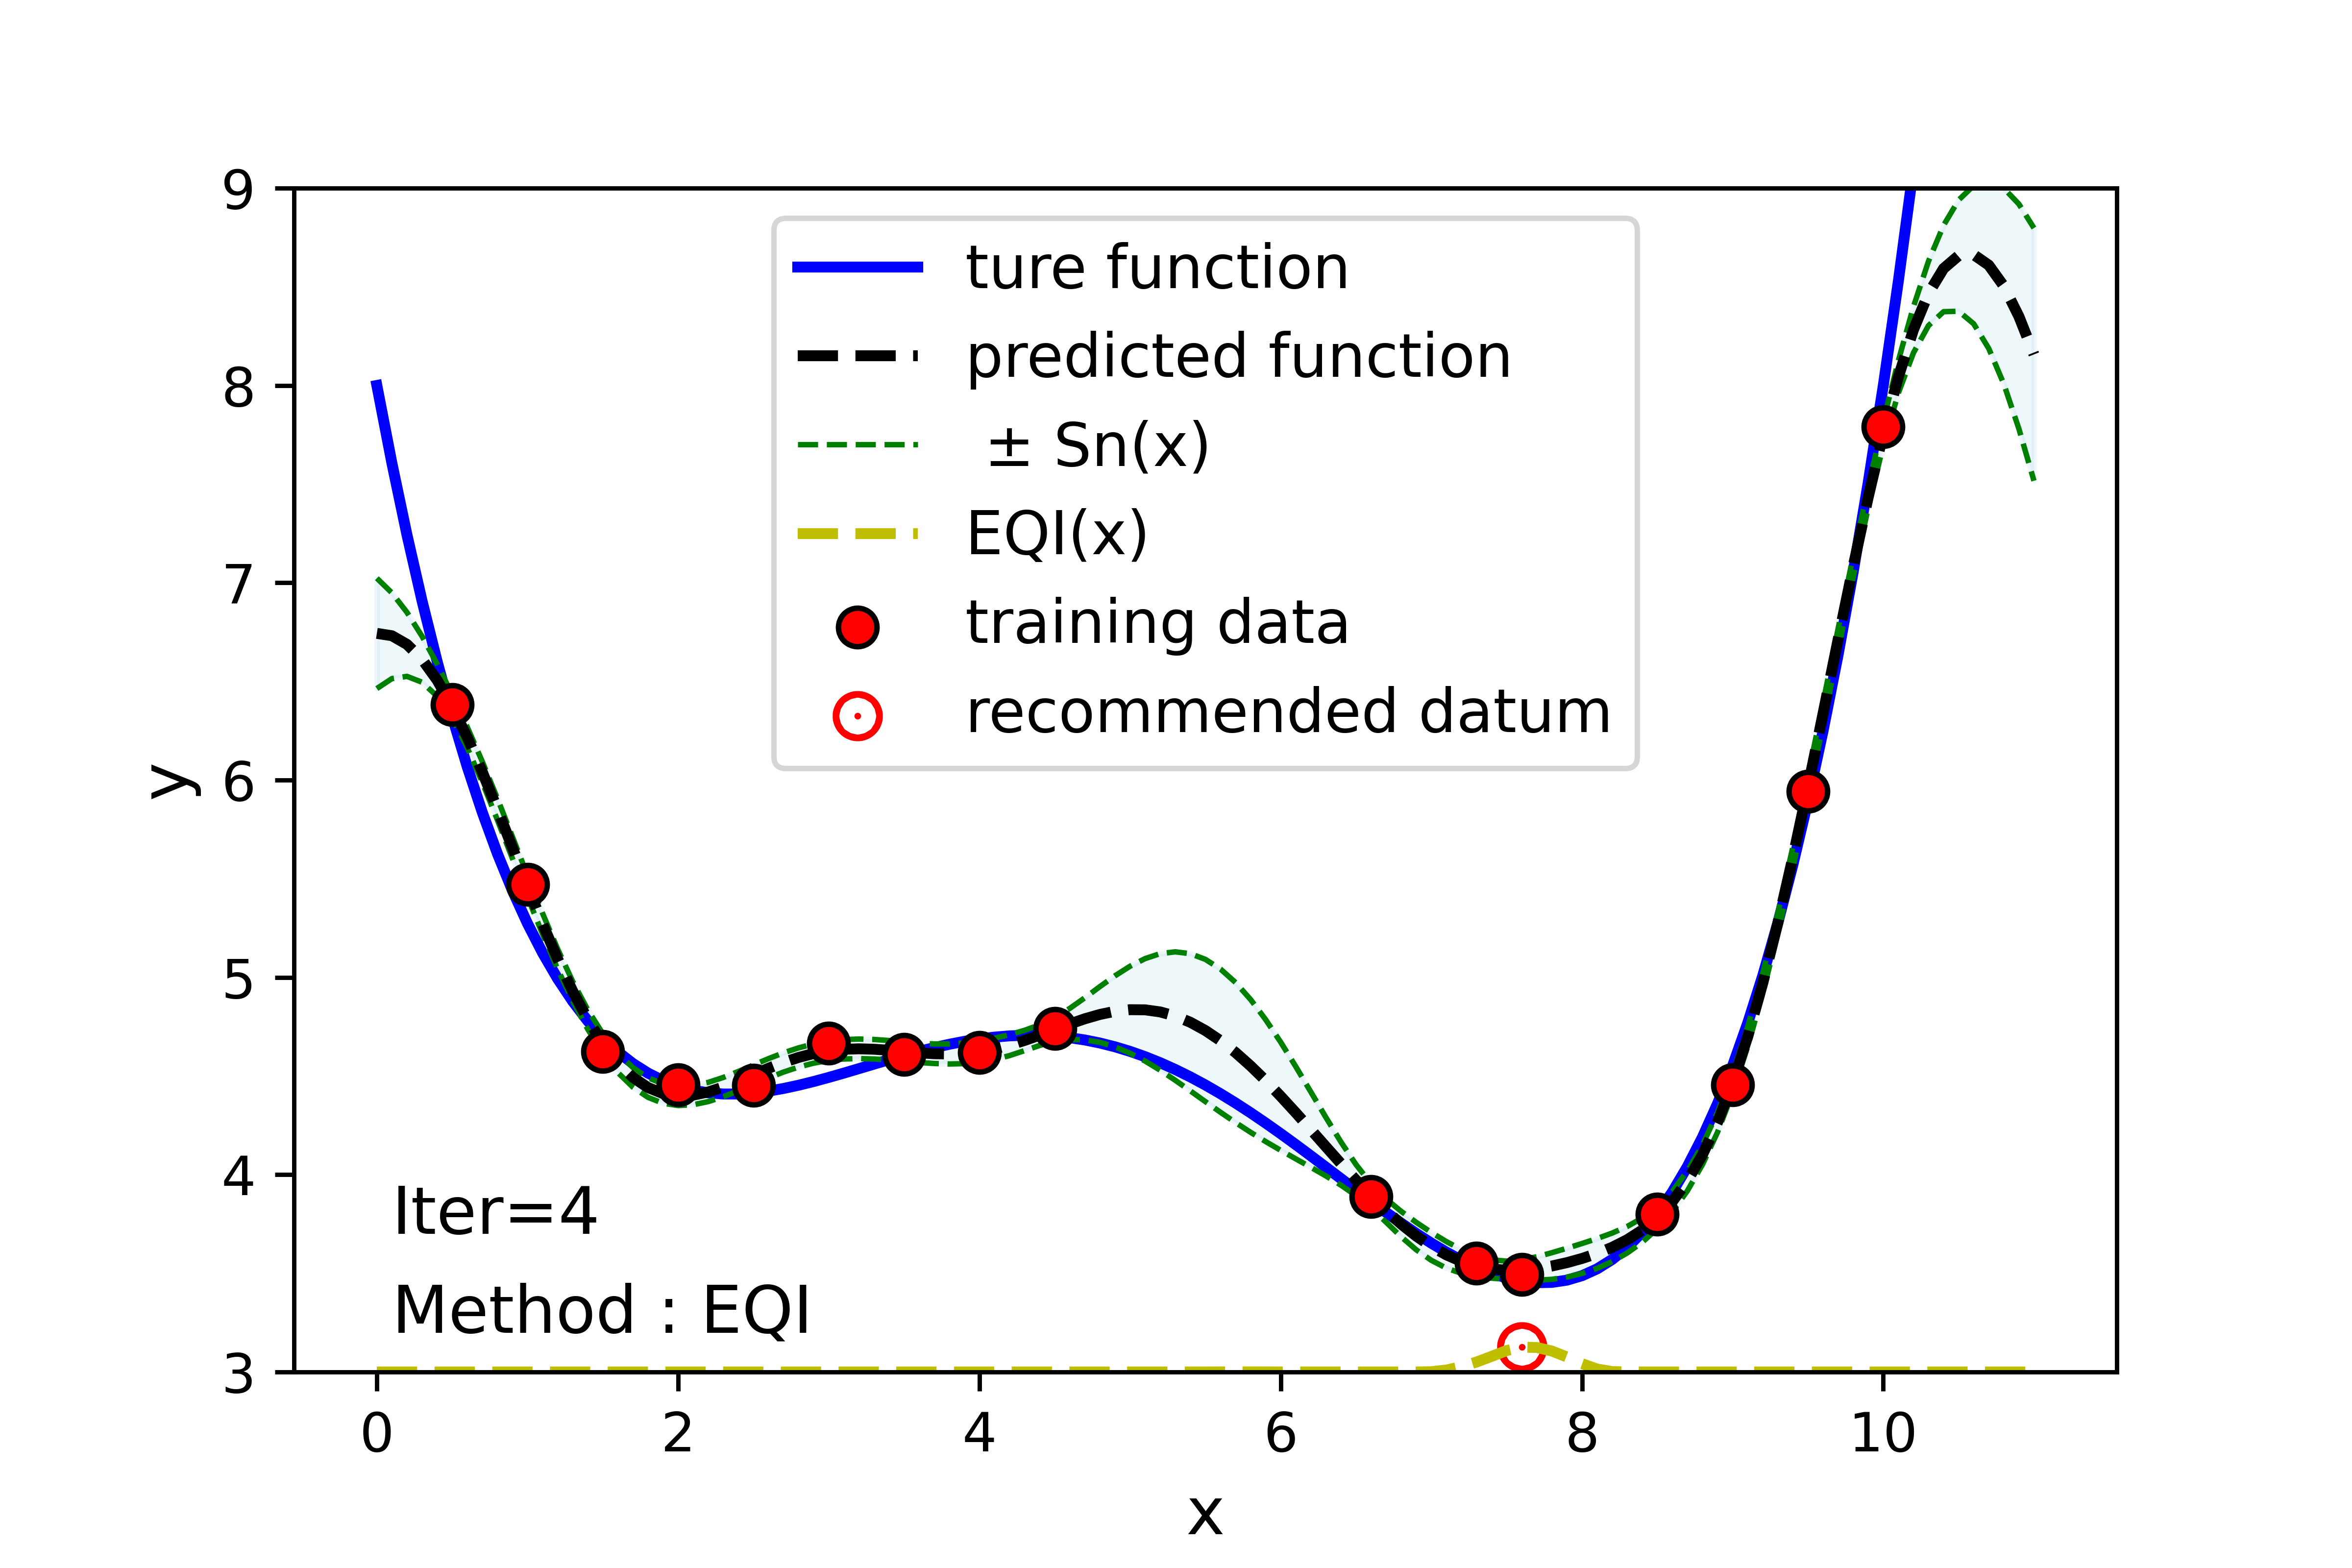 9
8
7
6
5
4
3
y
ture function
predicted function
± Sn(x)
EQI(x)
training data
recommended datum
Iter=4
Method : EQI
0 2 4 6 8 10
x